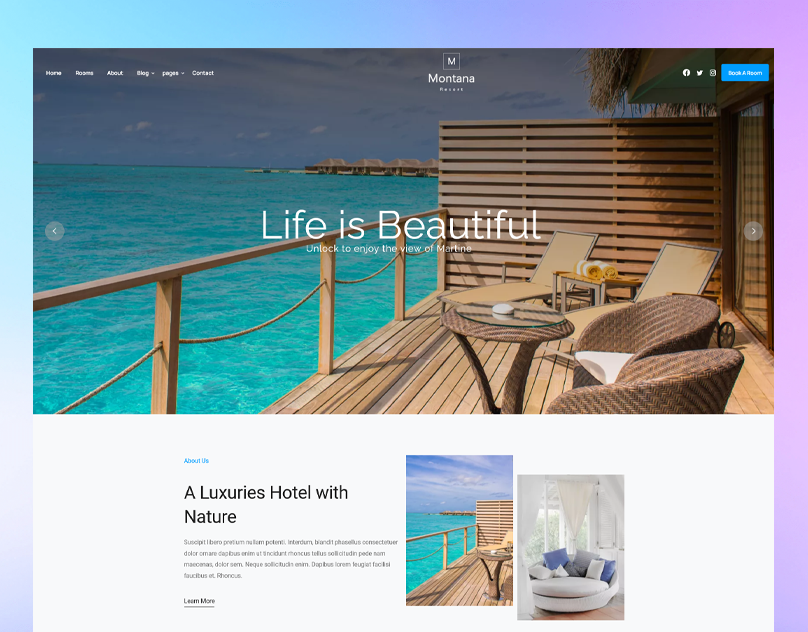 Home Rooms About Blog pages Contact
M
Montana
Resort
Book A Room
Life is Beautiful
Unlock to enjoy the view of Martine
About Us
A Luxuries Hotel with
Nature
Suscipit libero pretium nullam potenti. Interdum, blandit phasellus consectetuer
dolor ornare dapibus enim ut tincidunt rhoncus tellus sollicitudin pede nam
maecenas, dolor sem. Neque sollicitudin enim. Dapibus lorem feugiat facilisi
faucibus et. Rhoncus.
Learn More